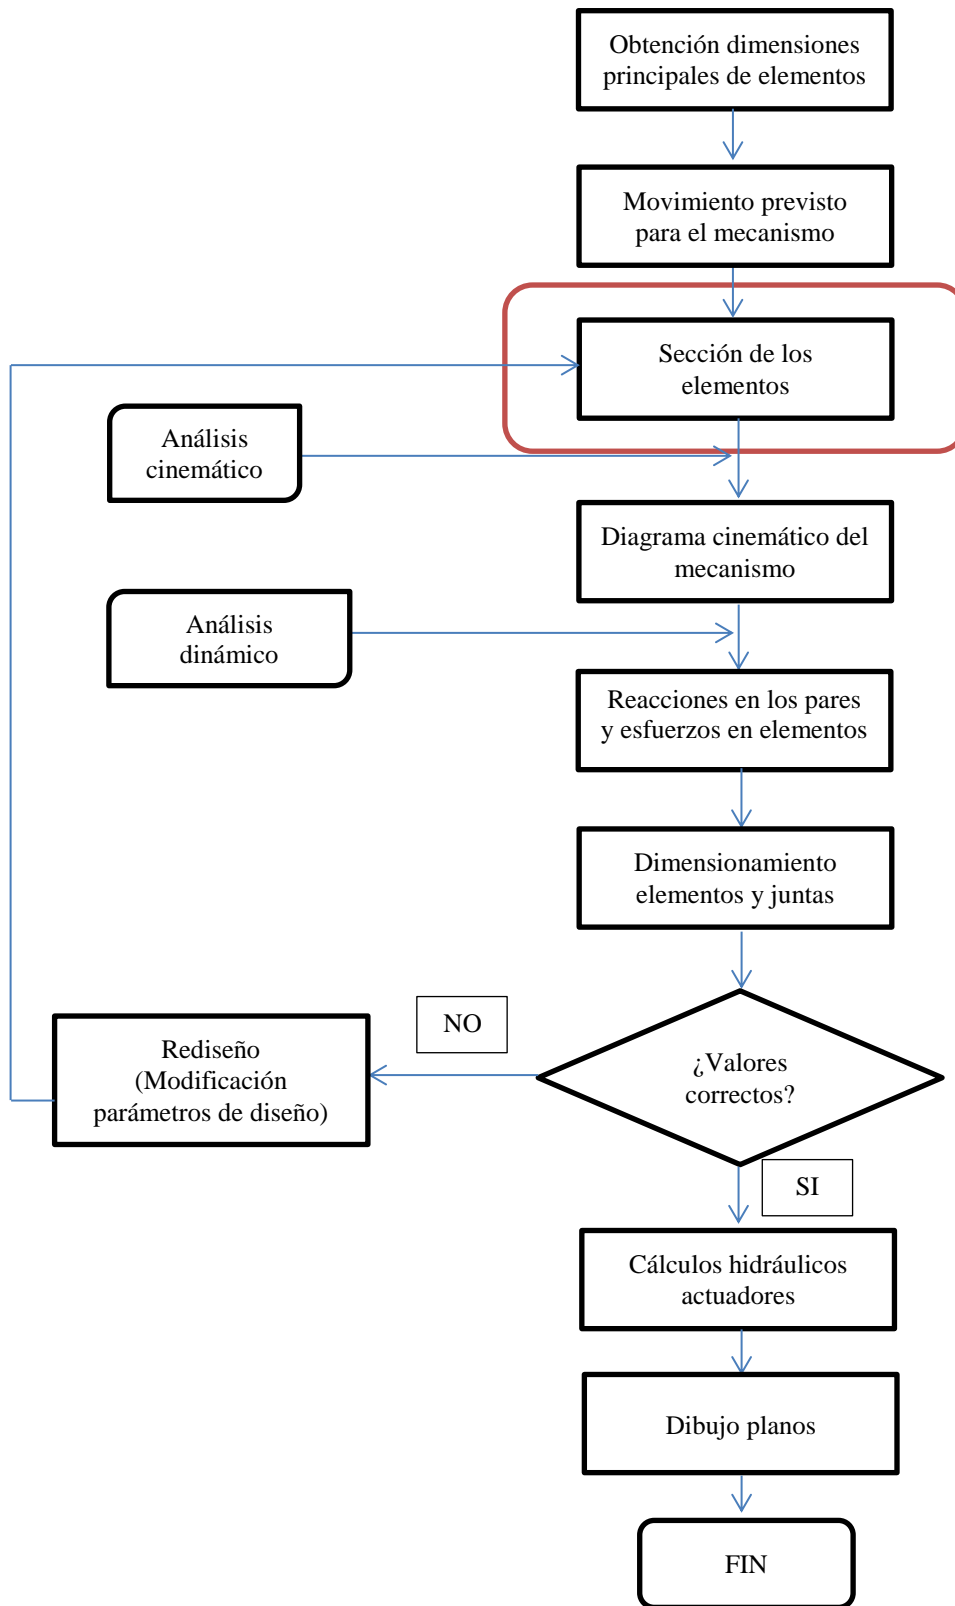 Obtención dimensiones
principales de elementos
Movimiento previsto
para el mecanismo
Sección de los
elementos
Análisis
cinemático
Diagrama cinemático del
mecanismo
Análisis
dinámico
Reacciones en los pares
y esfuerzos en elementos
Dimensionamiento
elementos y juntas
NO
¿Valores
correctos?
Rediseño
(Modificación
parámetros de diseño)
SI
Cálculos hidráulicos
actuadores
Dibujo planos
FIN